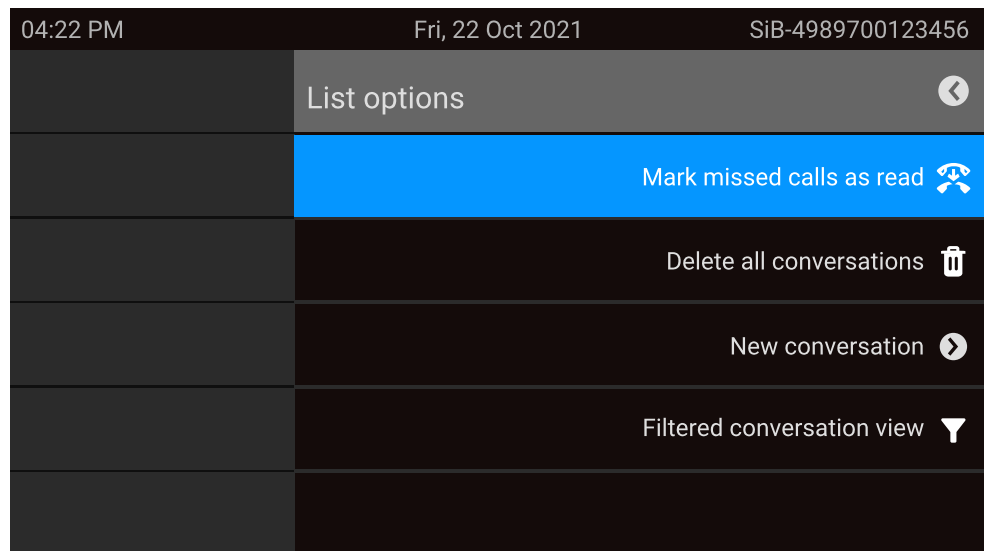 04:22 PM Fri, 22 Oct 2021 SiB-4989700123456
List options
Mark missed calls as read
Delete all conversations
New conversation
Filtered conversation view